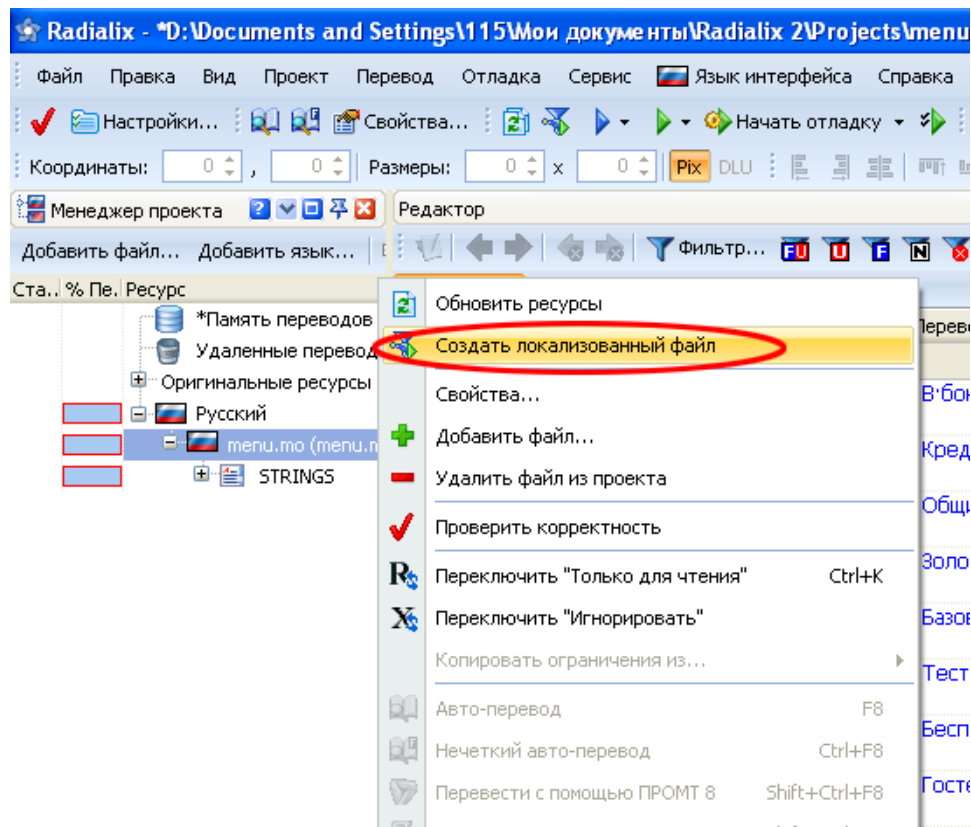 Radialix - *D:\Documents and Settings\115\Мои документы\Radialix 2\Projects\menu
Файл Правка Вид Проект Перевод Отладка Сервис Язык интерфейса Справка
Настройки... Свойства... Начать отладку
Координаты: 0 , 0 Размеры: 0 x 0 Pix DLU
Менеджер проекта Редактор
Добавить файл... Добавить язык... Фильтр... FU U F N
Ста.. % Пе. Ресурс
*Память переводов
Удаленные перевод
Оригинальные ресурсы
Русский
menu.mo (menu.m
STRINGS
Обновить ресурсы
Создать локализованный файл
Свойства...
Добавить файл...
Удалить файл из проекта
Проверить корректность
Переключить "Только для чтения" Ctrl+K
Переключить "Игнорировать"
Копировать ограничения из...
Авто-перевод F8
Нечеткий авто-перевод Ctrl+F8
Перевести с помощью ПРОМТ 8 Shift+Ctrl+F8
Перев
В'бок
Кред
Общи
Золо
Базов
Тест
Бесп
Госте